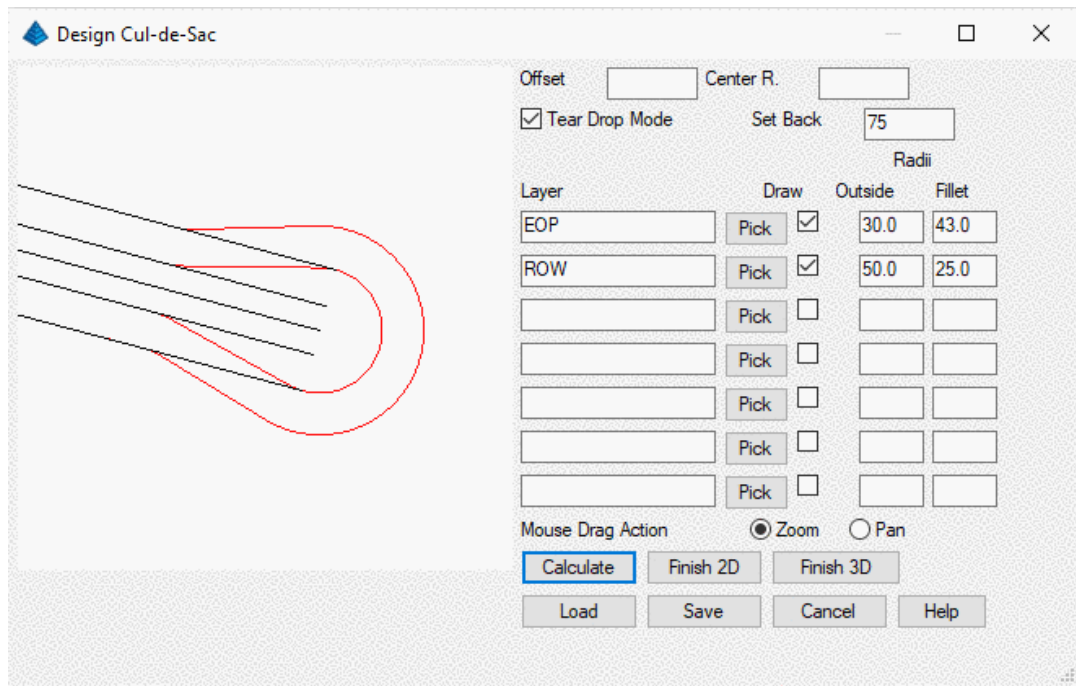 Design Cul-de-Sac
Offset Center R.
Tear Drop Mode Set Back 75
Radii
Layer Draw Outside Fillet
EOP Pick 30.0 43.0
ROW Pick 50.0 25.0
Pick
Pick
Pick
Pick
Pick
Mouse Drag Action Zoom Pan
Calculate Finish 2D Finish 3D
Load Save Cancel Help